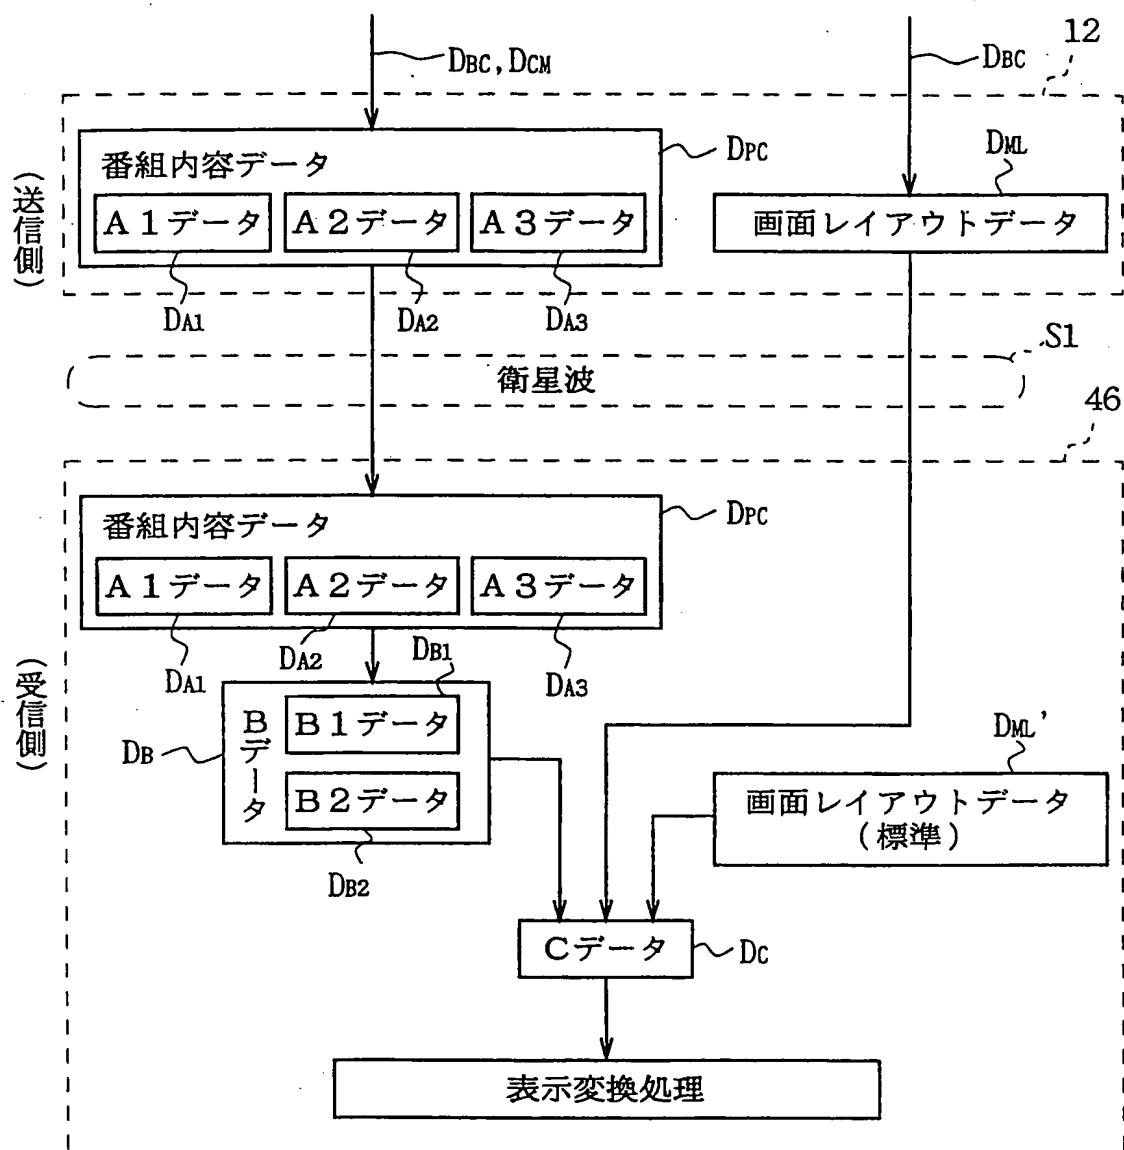 12
DBC, DCM
DBC
(送信側)
番組内容データ
DPC
DML
A1データ
A2データ
A3データ
画面レイアウトデータ
DA1
DA2
DA3
S1
衛星波
46
(受信側)
番組内容データ
DPC
A1データ
A2データ
A3データ
DA1
DA2
DB1
DA3
Bデータ
B1データ
DB
DML'
B2データ
画面レイアウトデータ
(標準)
DB2
Cデータ
DC
表示変換処理